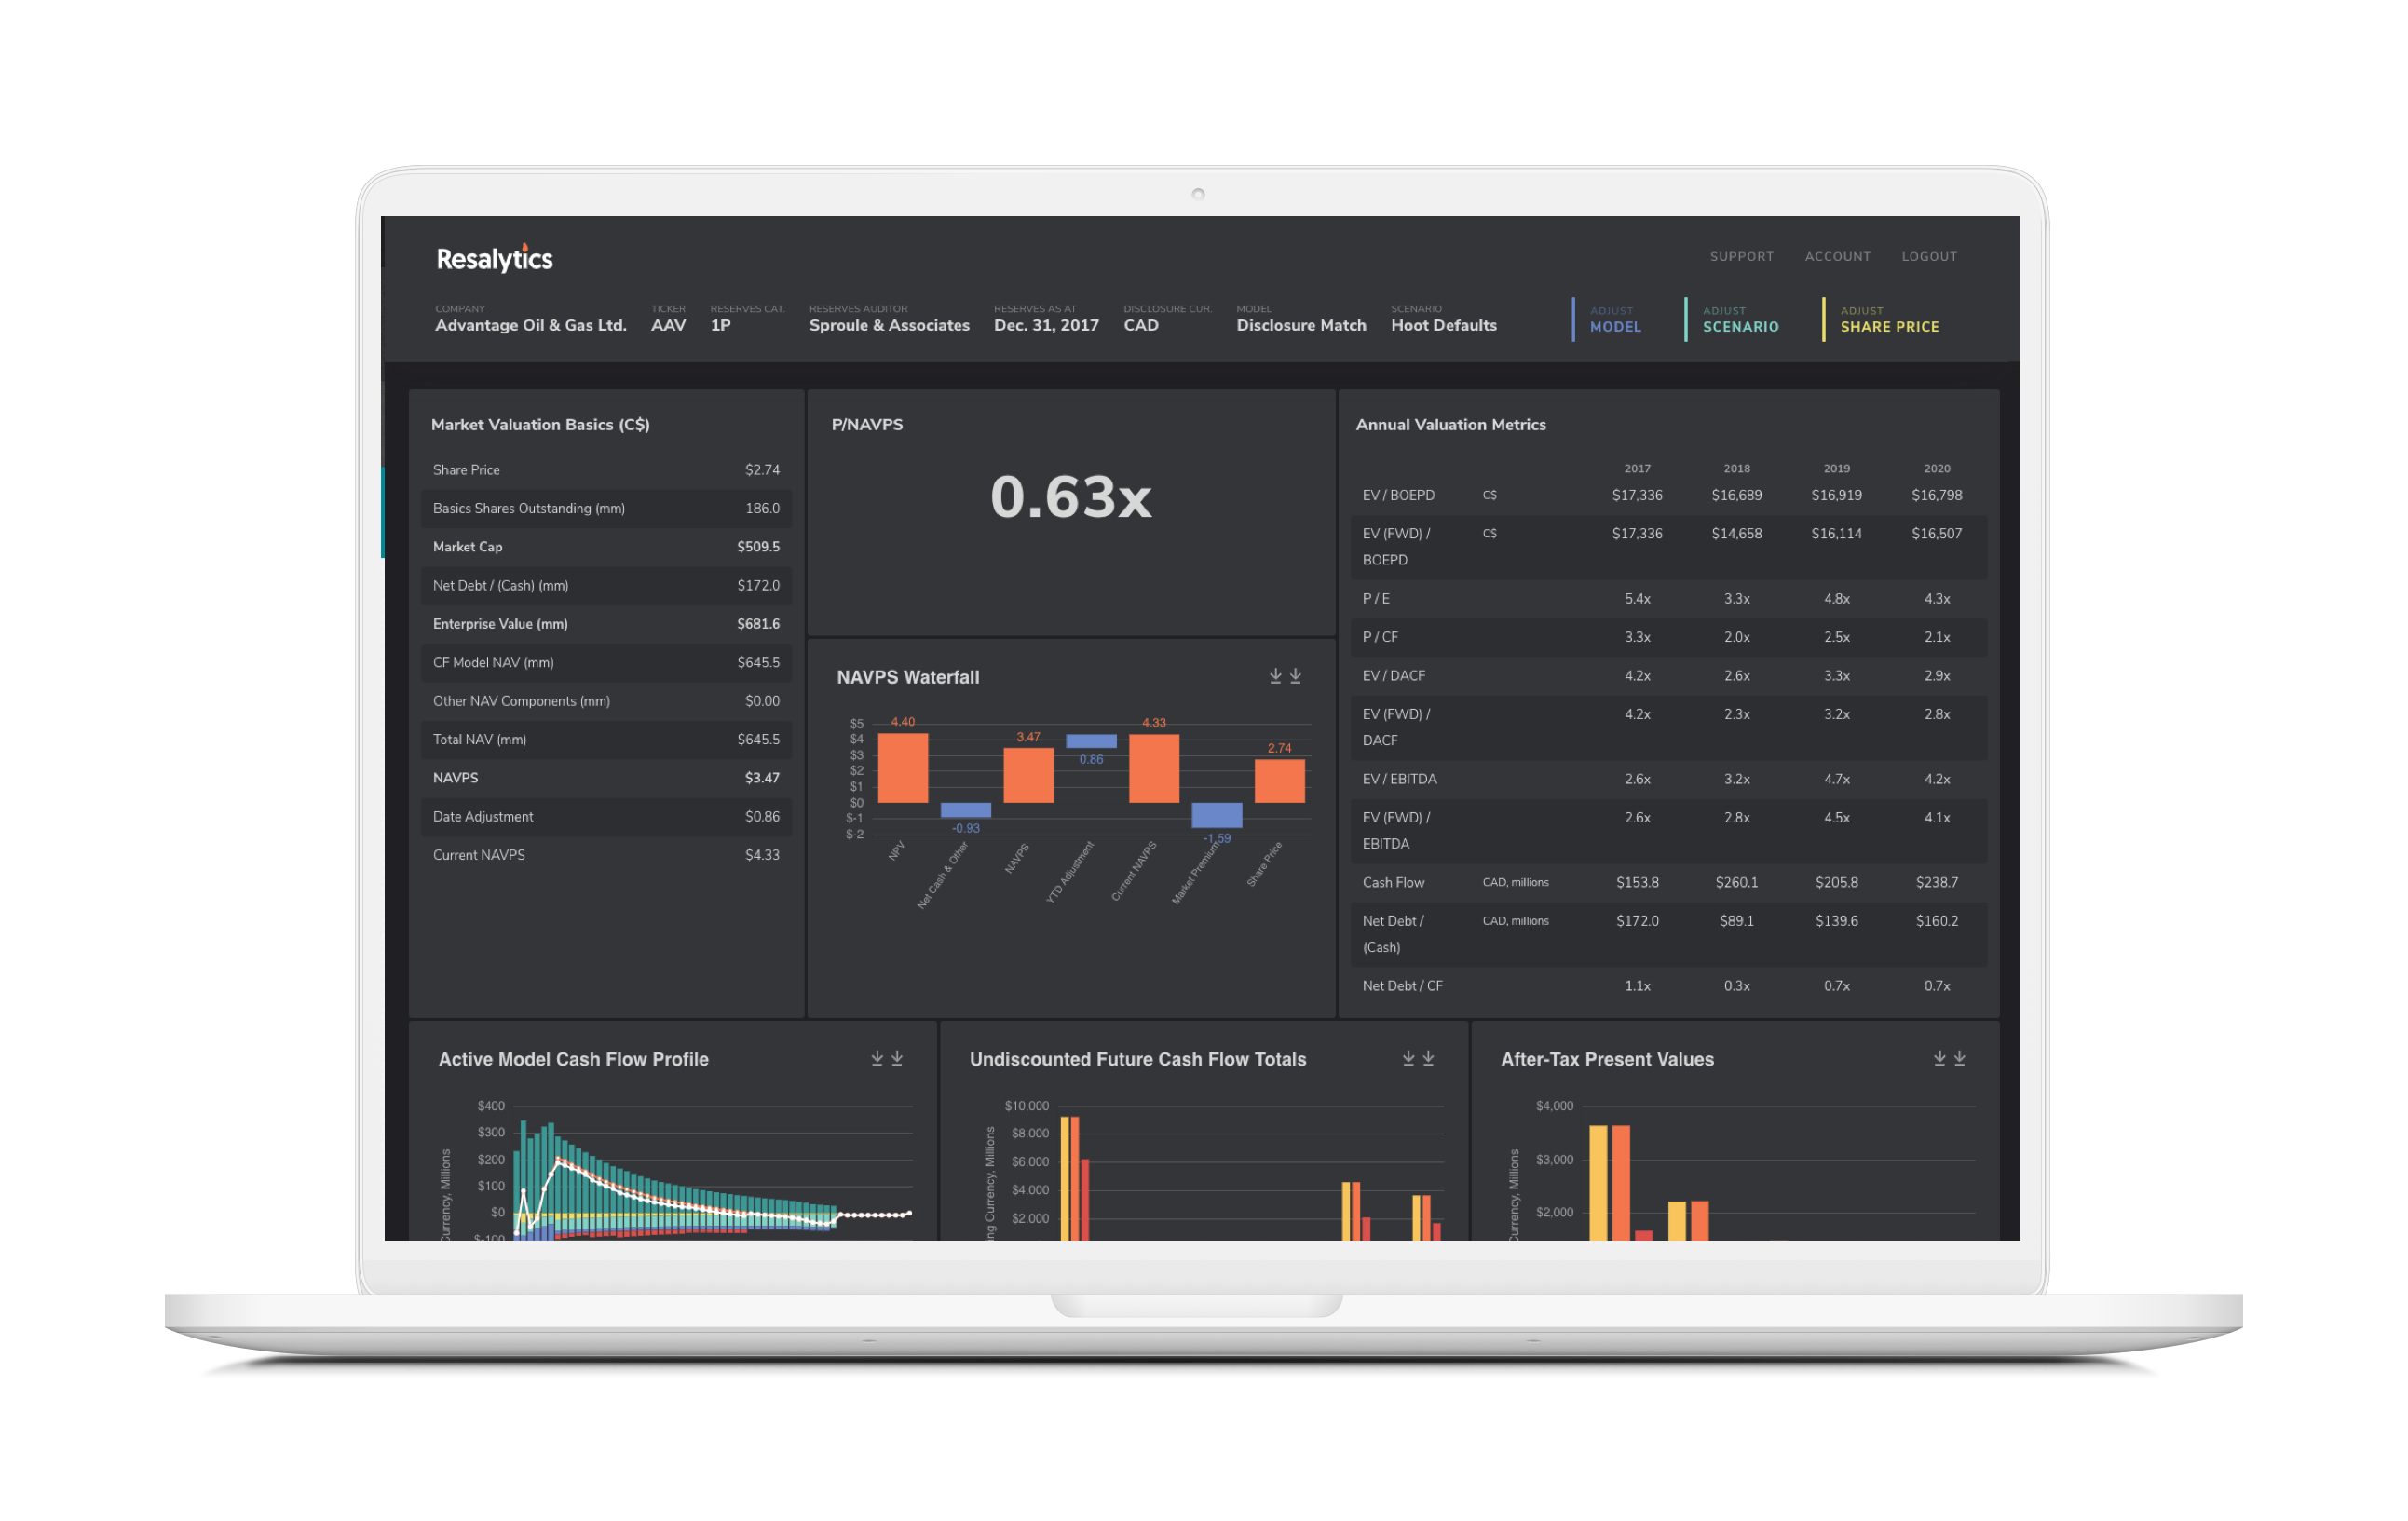 Resalytics
SUPPORT ACCOUNT LOGOUT
COMPANY TICKER RESERVES CAT. RESERVES AUDITOR RESERVES AS AT DISCLOSURE CUR. MODEL SCENARIO ADJUST ADJUST ADJUST
Advantage Oil & Gas Ltd. AAV 1P Sproule & Associates Dec. 31, 2017 CAD Disclosure Match Hoot Defaults MODEL SCENARIO SHARE PRICE
Market Valuation Basics (C$)
Share Price $2.74
Basics Shares Outstanding (mm) 186.0
Market Cap $509.5
Net Debt / (Cash) (mm) $172.0
Enterprise Value (mm) $681.6
CF Model NAV (mm) $645.5
Other NAV Components (mm) $0.00
Total NAV (mm) $645.5
NAVPS $3.47
Date Adjustment $0.86
Current NAVPS $4.33
P/NAVPS
0.63x
NAVPS Waterfall
$5
$4
$3
$2
$1
$0
$-1
$-2
4.40
-0.93
3.47
0.86
4.33
-1.59
2.74
NPV
Net Cash & Other
NAVPS
YTD Adjustment
Current NAVPS
Market Premium
Share Price
Annual Valuation Metrics
2017 2018 2019 2020
EV / BOEPD C$ $17,336 $16,689 $16,919 $16,798
EV (FWD) / C$ $17,336 $14,658 $16,114 $16,507
BOEPD
P / E 5.4x 3.3x 4.8x 4.3x
P / CF 3.3x 2.0x 2.5x 2.1x
EV / DACF 4.2x 2.6x 3.3x 2.9x
EV (FWD) / 4.2x 2.3x 3.2x 2.8x
DACF
EV / EBITDA 2.6x 3.2x 4.7x 4.2x
EV (FWD) / 2.6x 2.8x 4.5x 4.1x
EBITDA
Cash Flow CAD, millions $153.8 $260.1 $205.8 $238.7
Net Debt / CAD, millions $172.0 $89.1 $139.6 $160.2
(Cash)
Net Debt / CF 1.1x 0.3x 0.7x 0.7x
Active Model Cash Flow Profile
$400
$300
$200
$100
$0
$-100
Currency, Millions
Undiscounted Future Cash Flow Totals
$10,000
$8,000
$6,000
$4,000
$2,000
ing Currency, Millions
After-Tax Present Values
$4,000
$3,000
$2,000
Currency, Millions